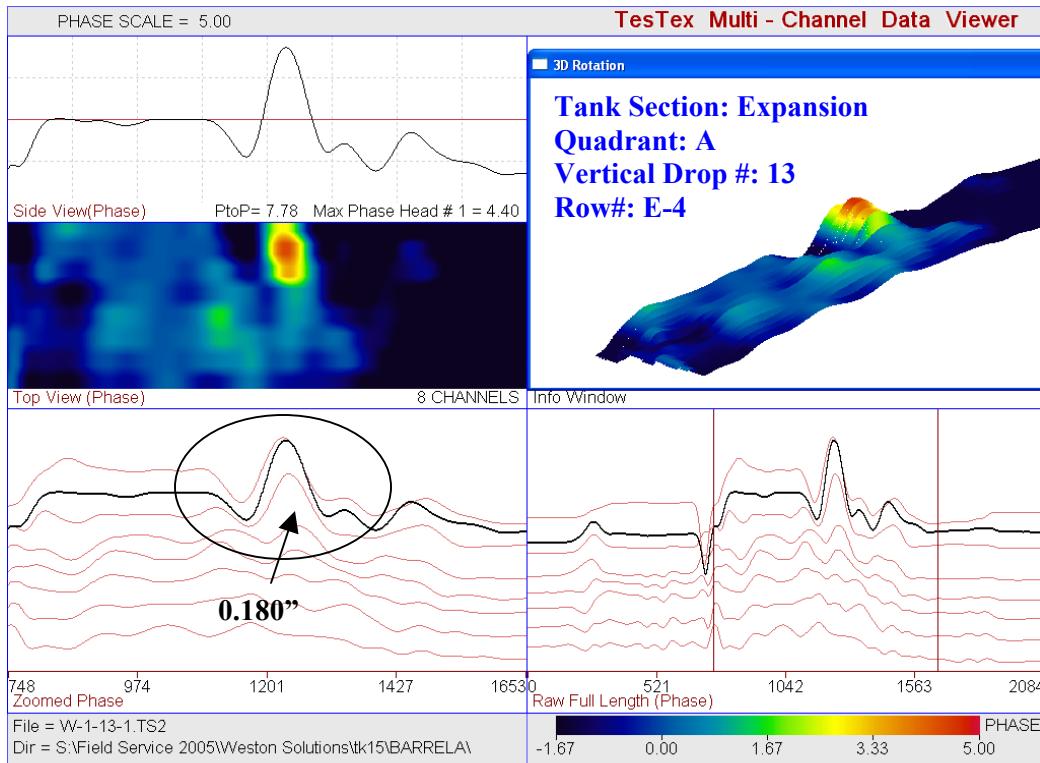 PHASE SCALE = 5.00
TesTex Multi - Channel Data Viewer
3D Rotation
Tank Section: Expansion
Quadrant: A
Vertical Drop #: 13
Row#: E-4
Side View(Phase) PtoP= 7.78 Max Phase Head # 1 = 4.40
Top View (Phase) 8 CHANNELS
Info Window
0.180”
748 974 1201 1427 1653
Zoomed Phase
0 521 1042 1563 2084
Raw Full Length (Phase)
File = W-1-13-1.TS2
Dir = S:\Field Service 2005\Weston Solutions\tk15\BARRELA\
PHASE
-1.67 0.00 1.67 3.33 5.00